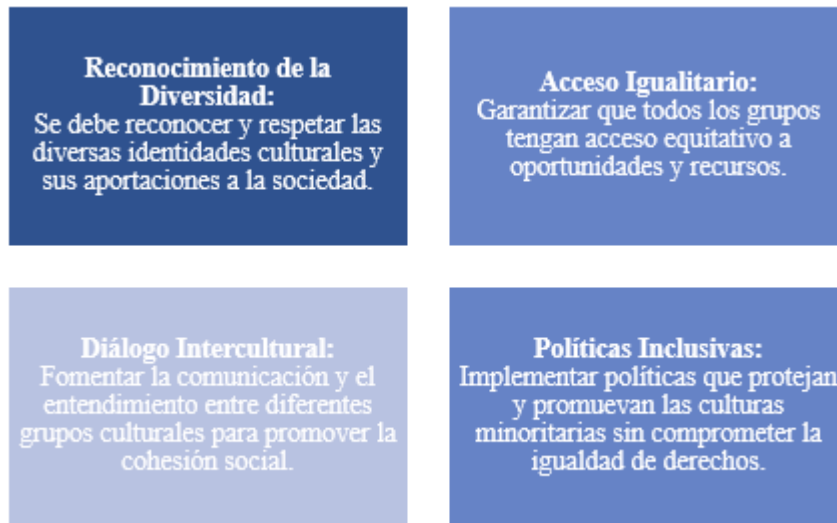 Reconocimiento de la
Diversidad:
Se debe reconocer y respetar las
diversas identidades culturales y
sus aportaciones a la sociedad.
Acceso Igualitario:
Garantizar que todos los grupos
tengan acceso equitativo a
oportunidades y recursos.
Diálogo Intercultural:
Fomentar la comunicación y el
entendimiento entre diferentes
grupos culturales para promover la
cohesión social.
Políticas Inclusivas:
Implementar políticas que protejan
y promuevan las culturas
minoritarias sin comprometer la
igualdad de derechos.